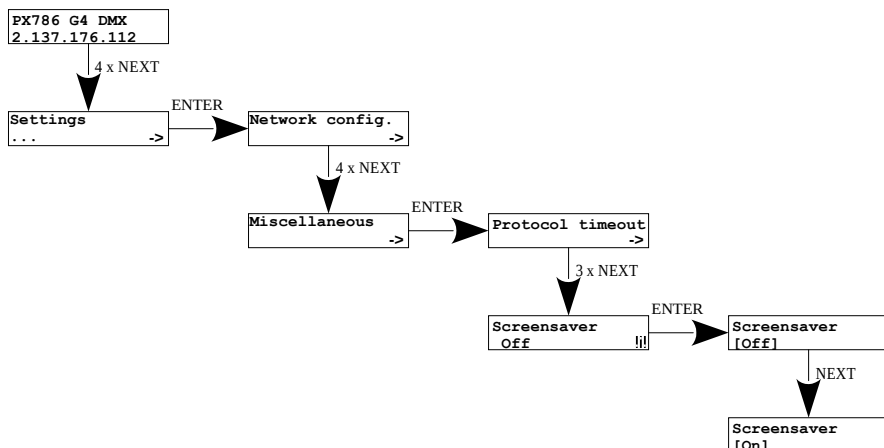 PX786 G4 DMX
2.137.176.112
4 x NEXT
Settings
... ->
ENTER
Network config.
->
4 x NEXT
Miscellaneous
->
ENTER
Protocol timeout
->
3 x NEXT
Screensaver
Off !i!
ENTER
Screensaver
[Off]
NEXT
Screensaver
[On]